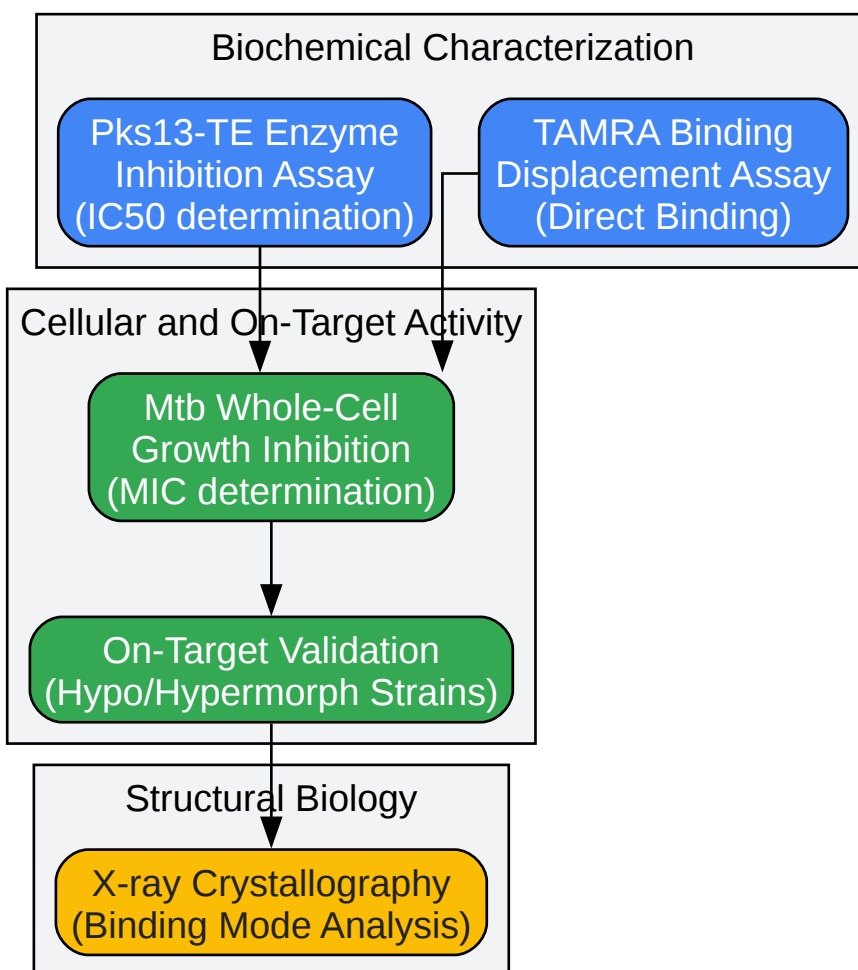 Biochemical Characterization
Pks13-TE Enzyme
Inhibition Assay
(IC50 determination)
TAMRA Binding
Displacement Assay
(Direct Binding)
Cellular and On-Target Activity
Mtb Whole-Cell
Growth Inhibition
(MIC determination)
On-Target Validation
(Hypo/Hypermorph Strains)
Structural Biology
X-ray Crystallography
(Binding Mode Analysis)